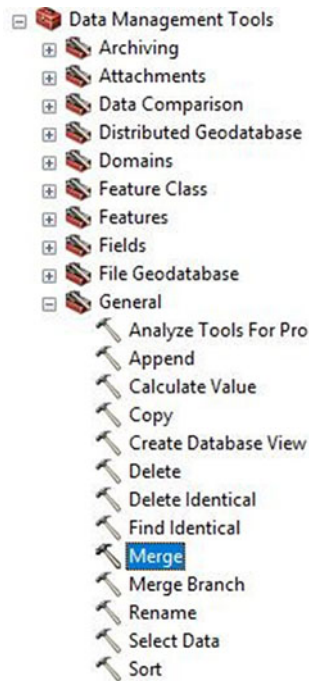 Data Management Tools
Archiving
Attachments
Data Comparison
Distributed Geodatabase
Domains
Feature Class
Features
Fields
File Geodatabase
General
Analyze Tools For Pro
Append
Calculate Value
Copy
Create Database View
Delete
Delete Identical
Find Identical
Merge
Merge Branch
Rename
Select Data
Sort